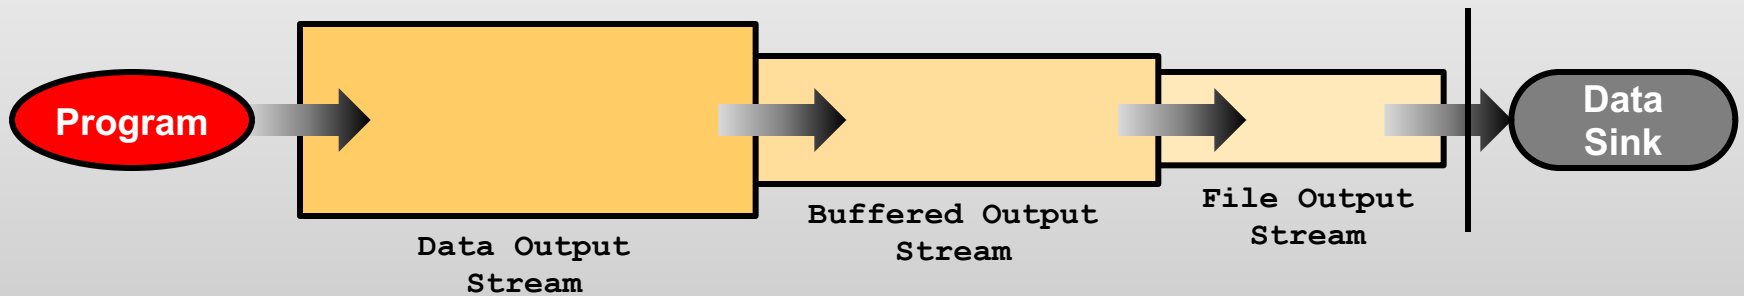 Program
Data Output
Stream
Buffered Output
Stream
File Output
Stream
Data
Sink